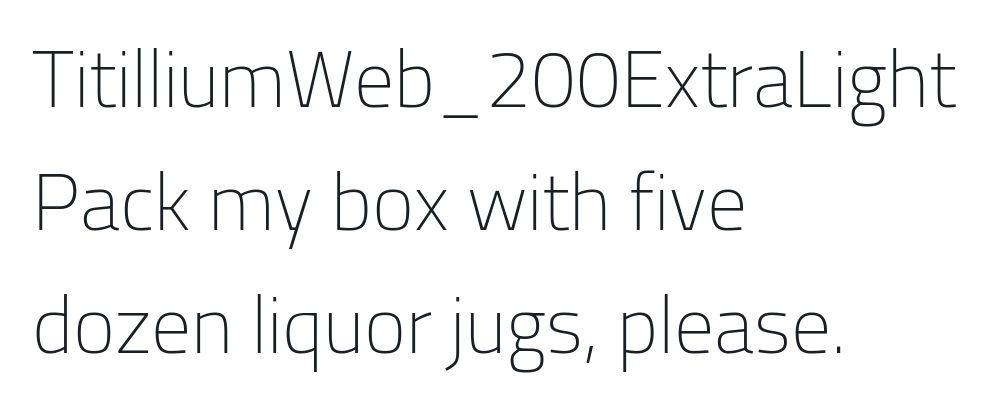 TitilliumWeb_200ExtraLight
Pack my box with five
dozen liquor jugs, please.